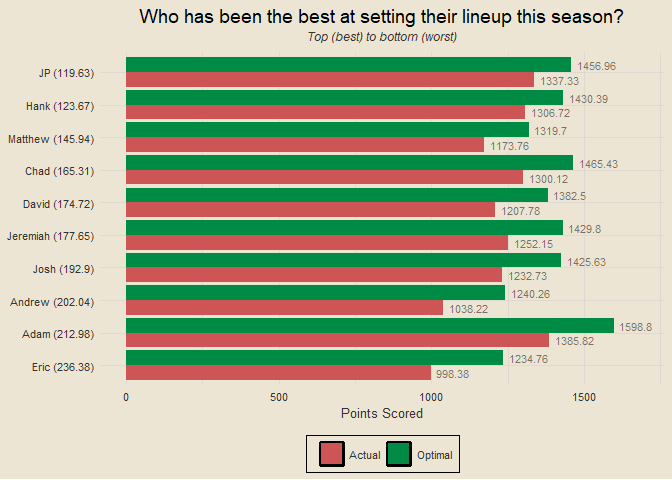 Who has been the best at setting their lineup this season?
Top (best) to bottom (worst)
JP (119.63)
1456.96
1337.33
Hank (123.67)
1430.39
1306.72
Matthew (145.94)
1319.7
1173.76
Chad (165.31)
1465.43
1300.12
David (174.72)
1382.5
1207.78
Jeremiah (177.65)
1429.8
1252.15
Josh (192.9)
1425.63
1232.73
Andrew (202.04)
1240.26
1038.22
Adam (212.98)
1598.8
1385.82
Eric (236.38)
1234.76
998.38
0 500 1000 1500
Points Scored
Actual Optimal